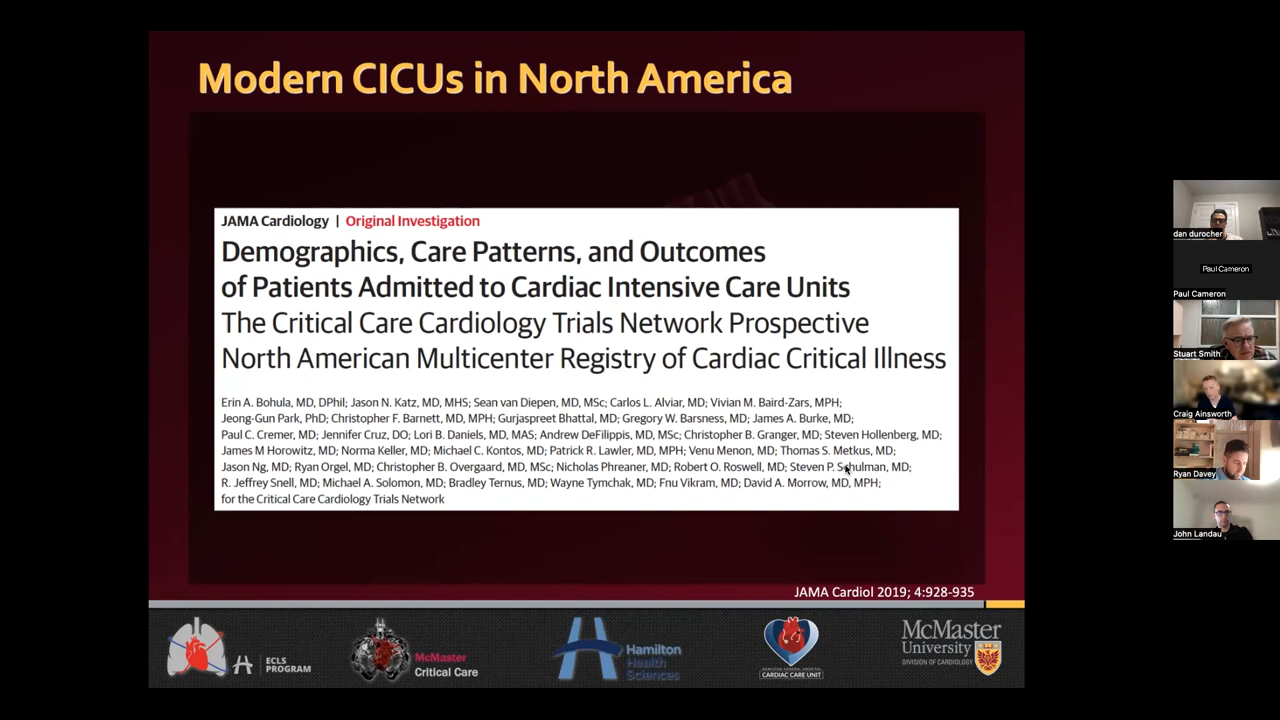 Modern CICUs in North America
JAMA Cardiology | Original Investigation
Demographics, Care Patterns, and Outcomes
of Patients Admitted to Cardiac Intensive Care Units
The Critical Care Cardiology Trials Network Prospective
North American Multicenter Registry of Cardiac Critical Illness
Erin A. Bohula, MD, DPhil; Jason N. Katz, MD, MHS; Sean van Diepen, MD, MSc; Carlos L. Alviar, MD; Vivian M. Baird-Zars, MPH;
Jeong-Gun Park, PhD; Christopher F. Barnett, MD, MPH; Gurjaspreet Bhattal, MD; Gregory W. Barsness, MD; James A. Burke, MD;
Paul C. Cremer, MD; Jennifer Cruz, DO; Lori B. Daniels, MD, MAS; Andrew DeFilippis, MD, MSc; Christopher B. Granger, MD; Steven Hollenberg, MD;
James M Horowitz, MD; Norma Keller, MD; Michael C. Kontos, MD; Patrick R. Lawler, MD, MPH; Venu Menon, MD; Thomas S. Metkus, MD;
Jason Ng, MD; Ryan Orgel, MD; Christopher B. Overgaard, MD, MSc; Nicholas Phreaner, MD; Robert O. Roswell, MD; Steven P. Schulman, MD;
R. Jeffrey Snell, MD; Michael A. Solomon, MD; Bradley Ternus, MD; Wayne Tymchak, MD; Fnu Vikram, MD; David A. Morrow, MD, MPH;
for the Critical Care Cardiology Trials Network
JAMA Cardiol 2019; 4:928-935
ECLS
PROGRAM
McMaster
Critical Care
Hamilton
Health
Sciences
HAMILTON GENERAL HOSPITAL
CARDIAC CARE UNIT
McMaster
University
DIVISION OF CARDIOLOGY
dan durocher
Paul Cameron
Paul Cameron
Stuart Smith
Craig Ainsworth
Ryan Davey
John Landau